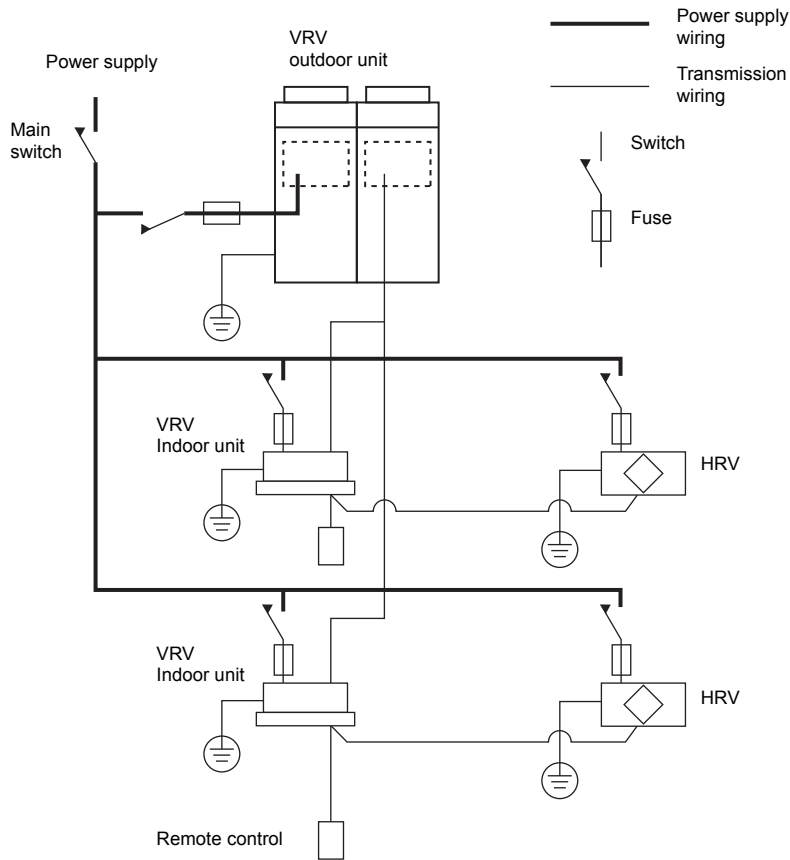 VRV
outdoor unit
Power supply
Power supply
wiring
Transmission
wiring
Main
switch
Switch
Fuse
VRV
Indoor unit
HRV
VRV
Indoor unit
HRV
Remote control